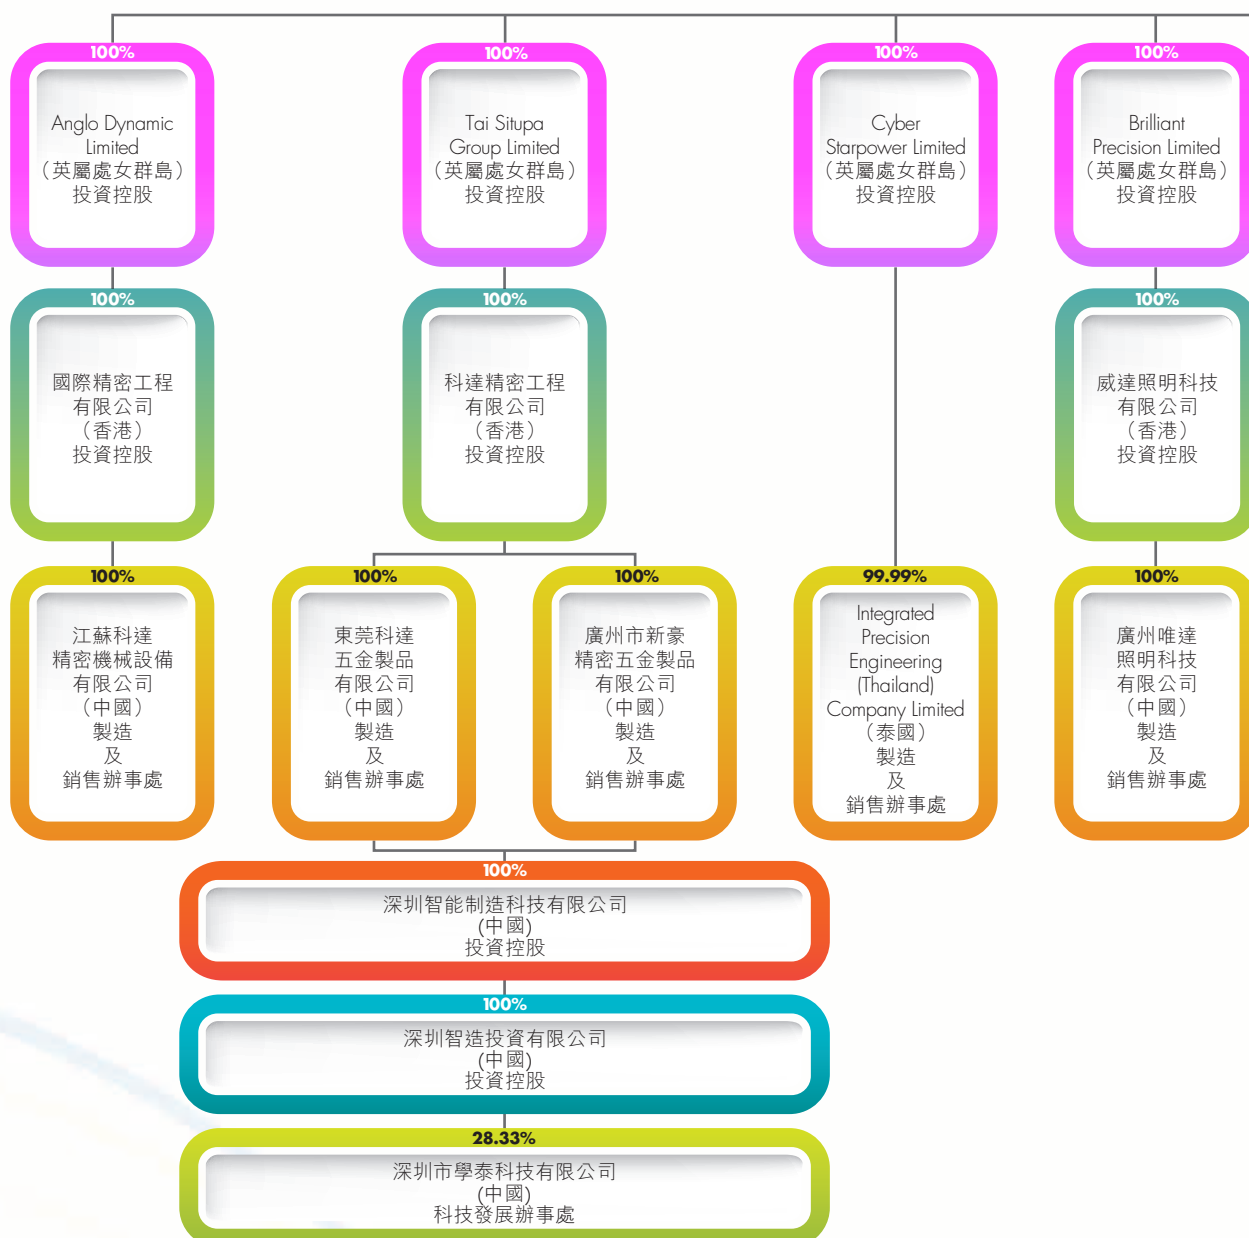 100%
Anglo Dynamic
Limited
（英屬處女群島）
投資控股
100%
Tai Situpa
Group Limited
（英屬處女群島）
投資控股
100%
Cyber
Starpower Limited
（英屬處女群島）
投資控股
100%
Brilliant
Precision Limited
（英屬處女群島）
投資控股
100%
國際精密工程
有限公司
（香港）
投資控股
100%
科達精密工程
有限公司
（香港）
投資控股
100%
威達照明科技
有限公司
（香港）
投資控股
100%
江蘇科達
精密機械設備
有限公司
（中國）
製造
及
銷售辦事處
100%
東莞科達
五金製品
有限公司
（中國）
製造
及
銷售辦事處
100%
廣州市新豪
精密五金製品
有限公司
（中國）
製造
及
銷售辦事處
99.99%
Integrated
Precision
Engineering
(Thailand)
Company Limited
（泰國）
製造
及
銷售辦事處
100%
廣州唯達
照明科技
有限公司
（中國）
製造
及
銷售辦事處
100%
深圳智能制造科技有限公司
(中國)
投資控股
100%
深圳智造投資有限公司
(中國)
投資控股
28.33%
深圳市學泰科技有限公司
(中國)
科技發展辦事處